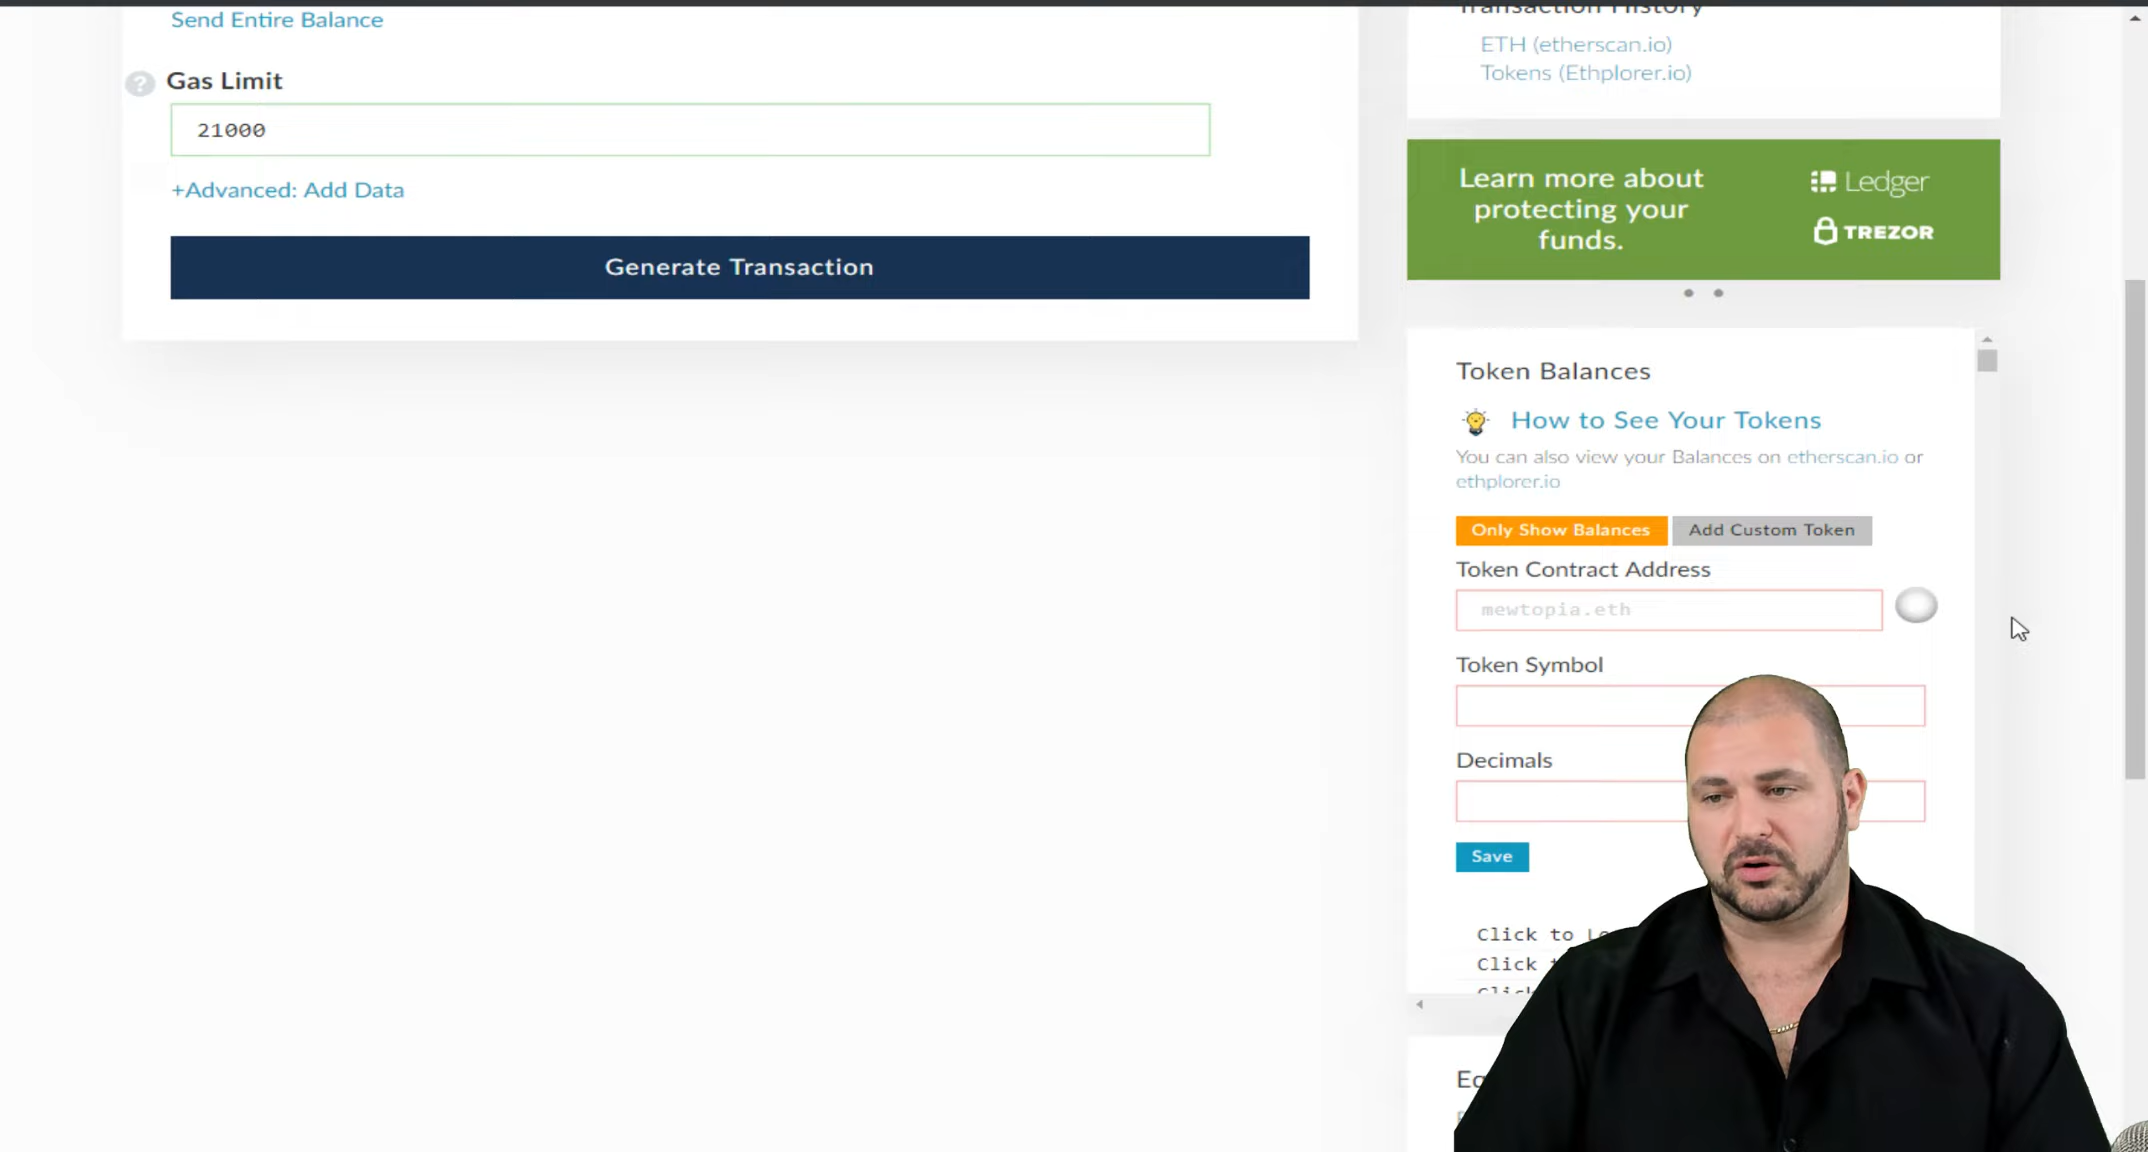 Send Entire Balance
Gas Limit
21000
+Advanced: Add Data
Generate Transaction
Transaction History
ETH (etherscan.io)
Tokens (Ethplorer.io)
Learn more about
protecting your
funds.
Ledger
TREZOR
Token Balances
How to See Your Tokens
You can also view your Balances on etherscan.io or
ethplorer.io
Only Show Balances
Add Custom Token
Token Contract Address
mewtopia.eth
Token Symbol
Decimals
Save
Click to
Click
Click